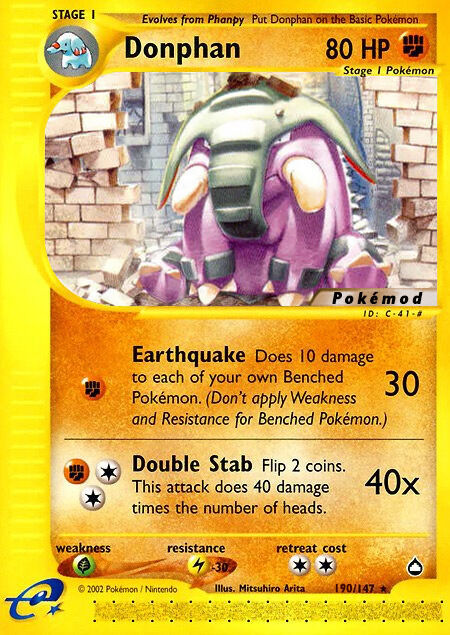 STAGE 1
Evolves from Phanpy Put Donphan on the Basic Pokémon
Donphan 80 HP
Stage 1 Pokémon
Pokémod
ID: C-41-#
Earthquake Does 10 damage
to each of your own Benched
Pokémon. (Don't apply Weakness
and Resistance for Benched Pokémon.)
30
Double Stab Flip 2 coins.
This attack does 40 damage
times the number of heads.
40x
weakness resistance retreat cost
-30
© 2002 Pokémon / Nintendo Illus. Mitsuhiro Arita 190/147 ★
e